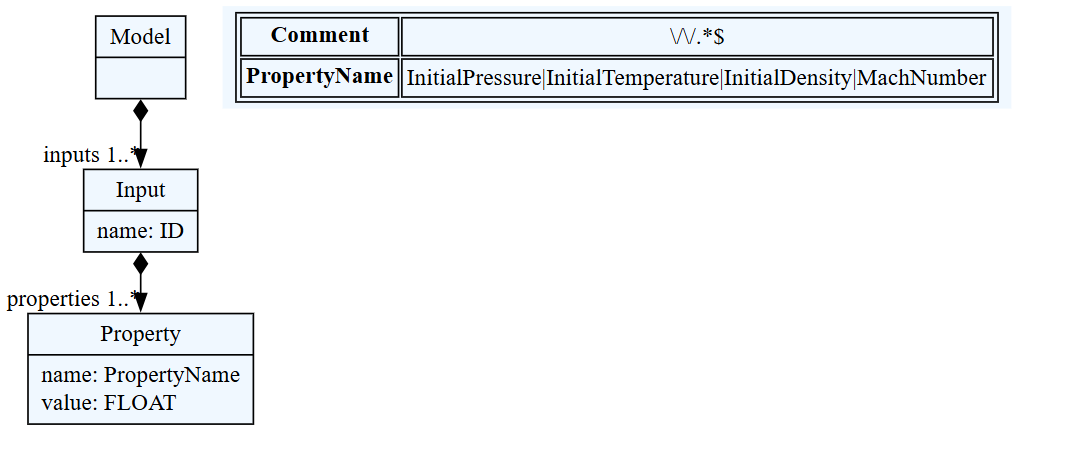 Model
Comment
\/\/.*$
PropertyName
InitialPressure|InitialTemperature|InitialDensity|MachNumber
inputs 1..*
Input
name: ID
properties 1..*
Property
name: PropertyName
value: FLOAT